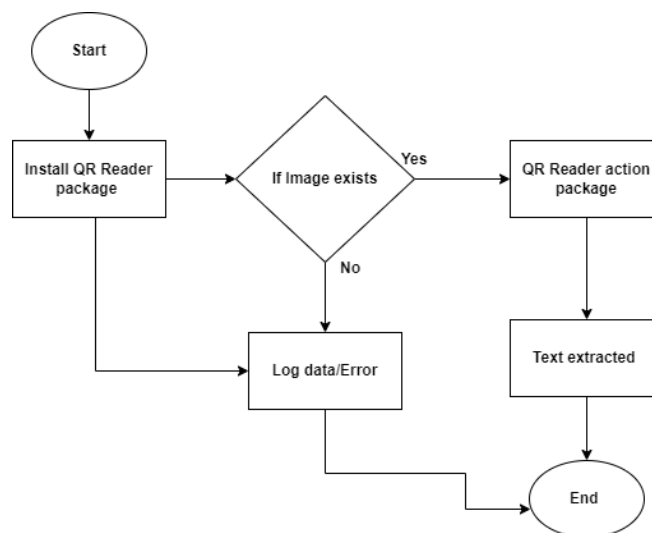 Start
Install QR Reader
package
If Image exists
Yes
QR Reader action
package
No
Log data/Error
Text extracted
End